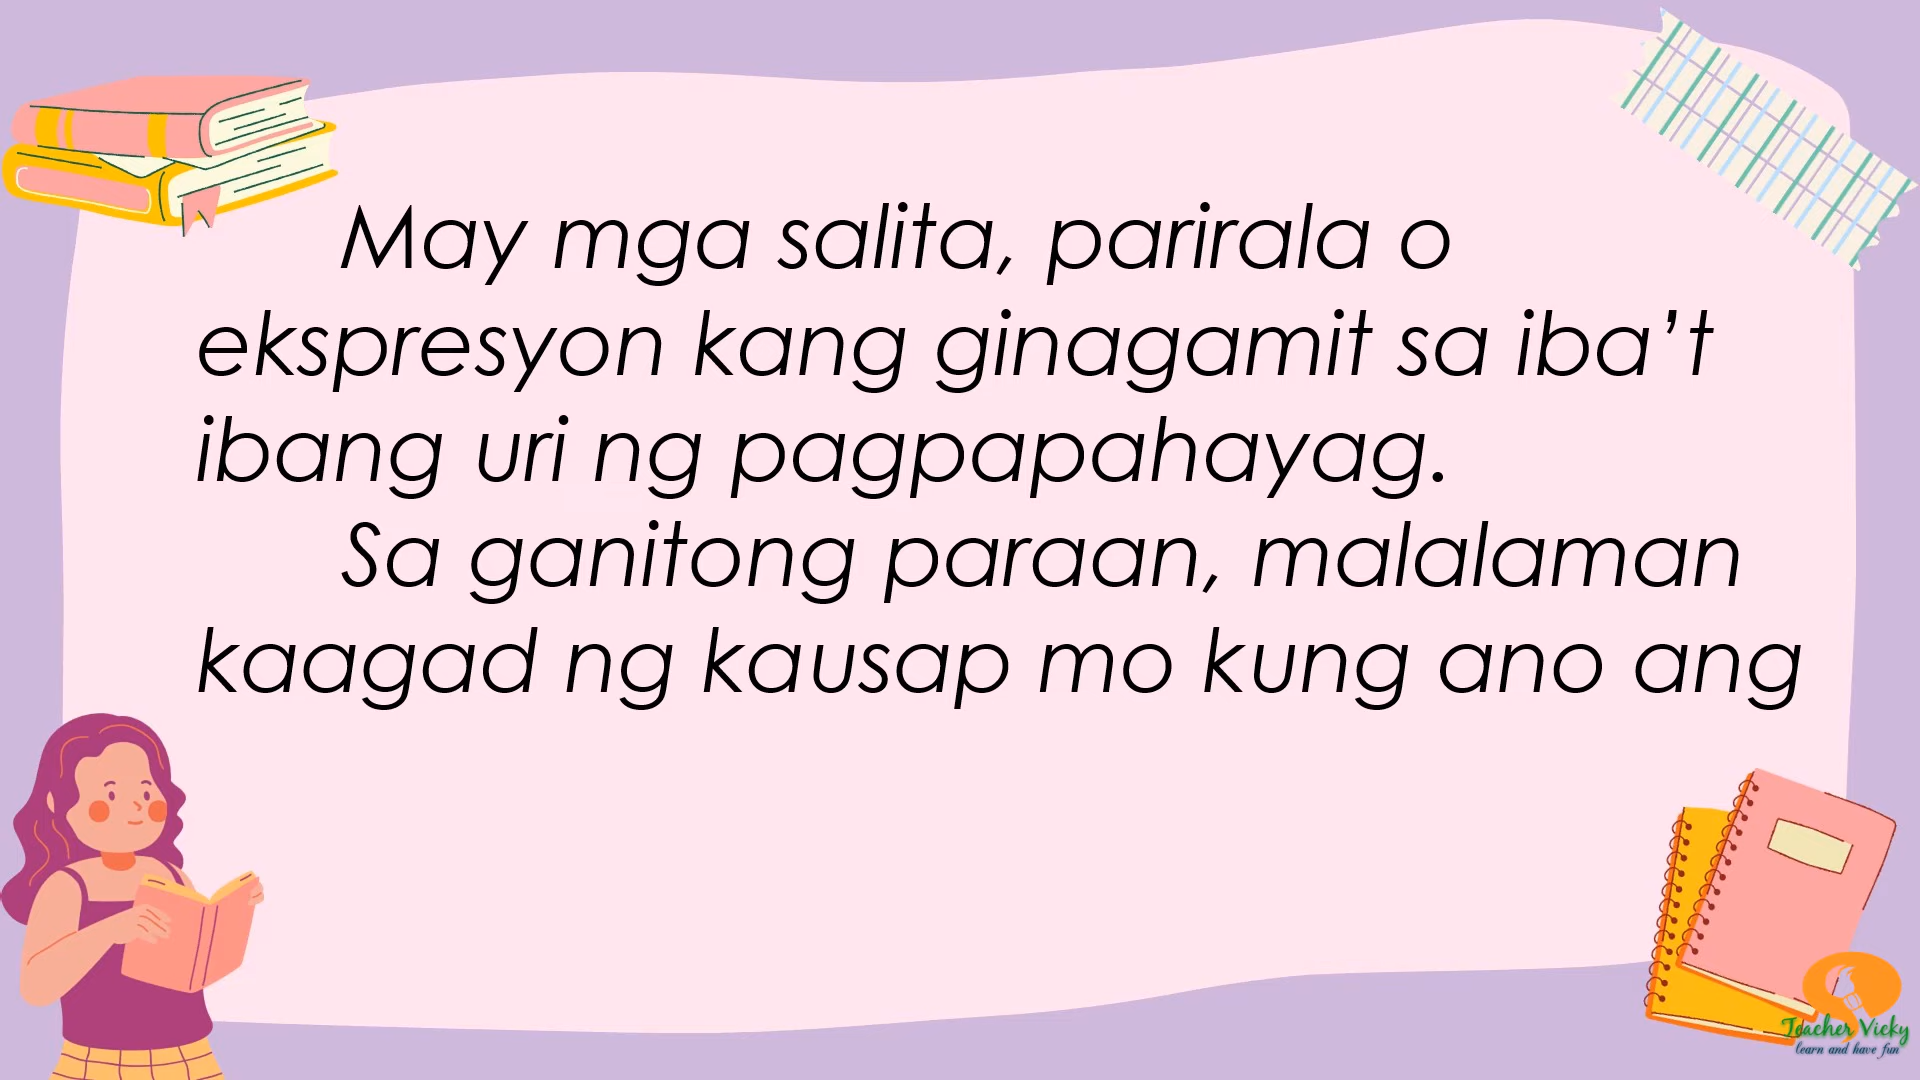 May mga salita, parirala o
ekspresyon kang ginagamit sa iba’t
ibang uri ng pagpapahayag.
Sa ganitong paraan, malalaman
kaagad ng kausap mo kung ano ang
Teacher Vicky
learn and have fun